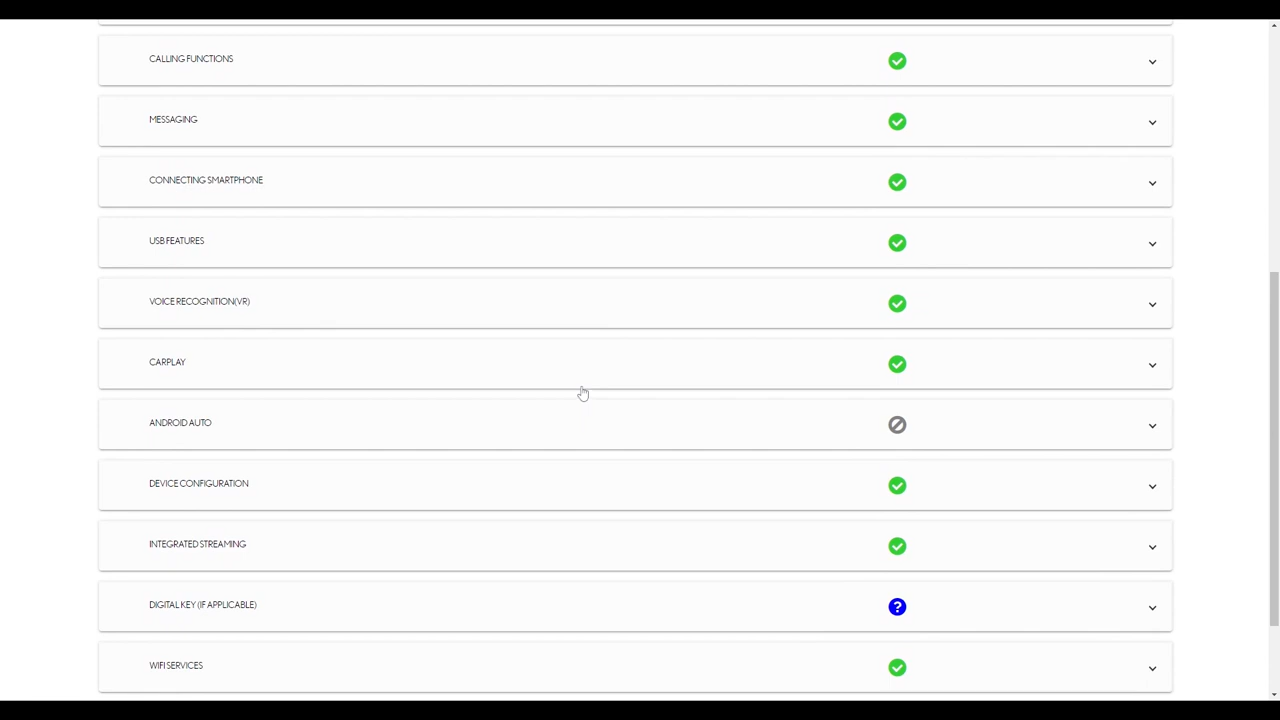 CALLING FUNCTIONS
MESSAGING
CONNECTING SMARTPHONE
USB FEATURES
VOICE RECOGNITION(VR)
CARPLAY
ANDROID AUTO
DEVICE CONFIGURATION
INTEGRATED STREAMING
DIGITAL KEY (IF APPLICABLE)
?
WIFI SERVICES